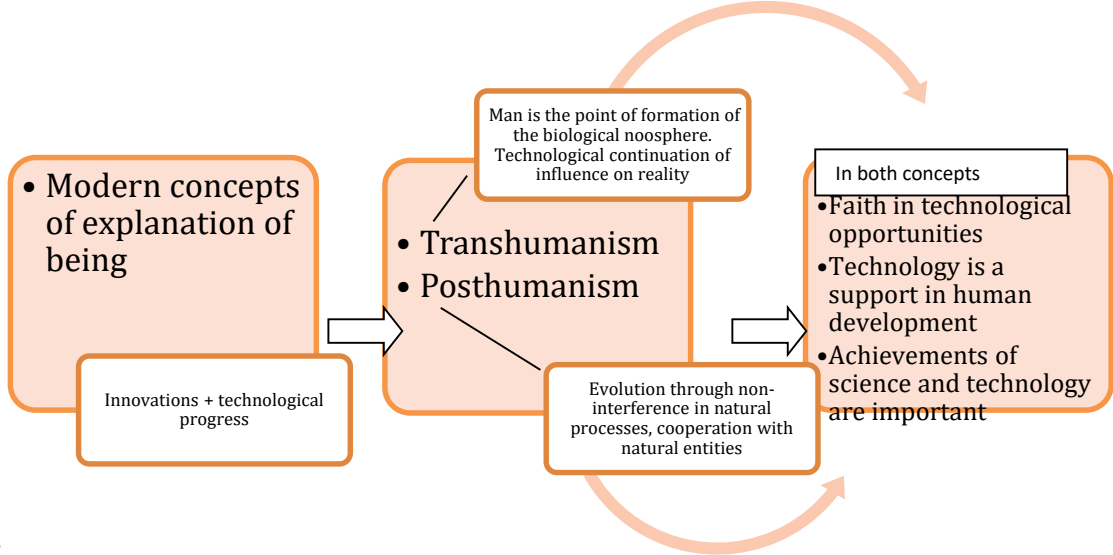 • Modern concepts
of explanation of
being
Innovations + technological
progress
Man is the point of formation of
the biological noosphere.
Technological continuation of
influence on reality
• Transhumanism
• Posthumanism
Evolution through non-
interference in natural
processes, cooperation with
natural entities
In both concepts
•Faith in technological
opportunities
•Technology is a
support in human
development
•Achievements of
science and technology
are important